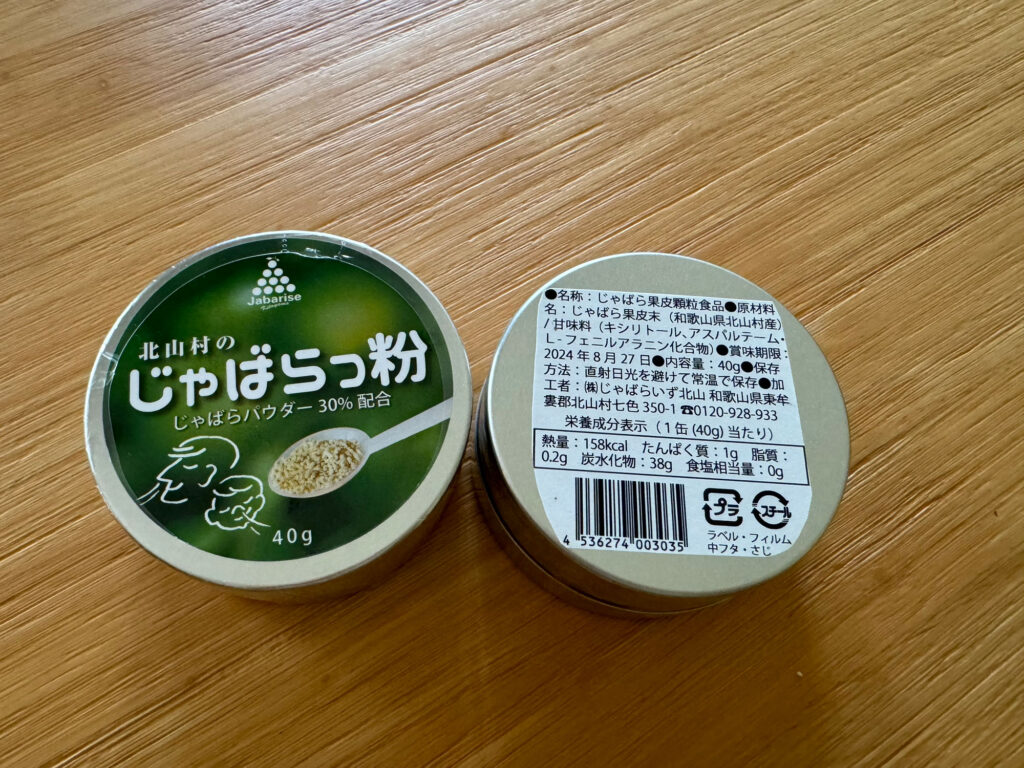 Jabarise
北山村の
じゃばらっ粉
じゃばらパウダー 30% 配合
40g
●名称：じゃばら果皮顆粒食品●原材料
名：じゃばら果皮末（和歌山県北山村産）
/ 甘味料（キシリトール、アスパルテーム・
L - フェニルアラニン化合物）●賞味期限：
2024 年 8 月 27 日●内容量：40g●保存
方法：直射日光を避けて常温で保存●加
工者：㈱じゃばらいず北山 和歌山県東牟
婁郡北山村七色 350-1 ☎0120-928-933
栄養成分表示（1 缶 (40g) 当たり）
熱量：158kcal たんぱく質：1g 脂質：
0.2g 炭水化物：38g 食塩相当量：0g
4 536274 003035
プラ
スチール
ラベル・フィルム
中フタ・さじ